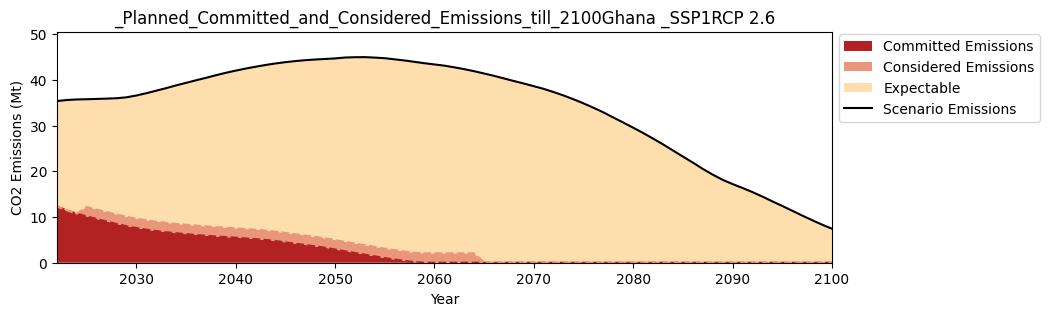 _Planned_Committed_and_Considered_Emissions_till_2100Ghana _SSP1RCP 2.6
50
40
30
20
10
0
CO2 Emissions (Mt)
2030 2040 2050 2060 2070 2080 2090 2100
Year
Committed Emissions
Considered Emissions
Expectable
Scenario Emissions